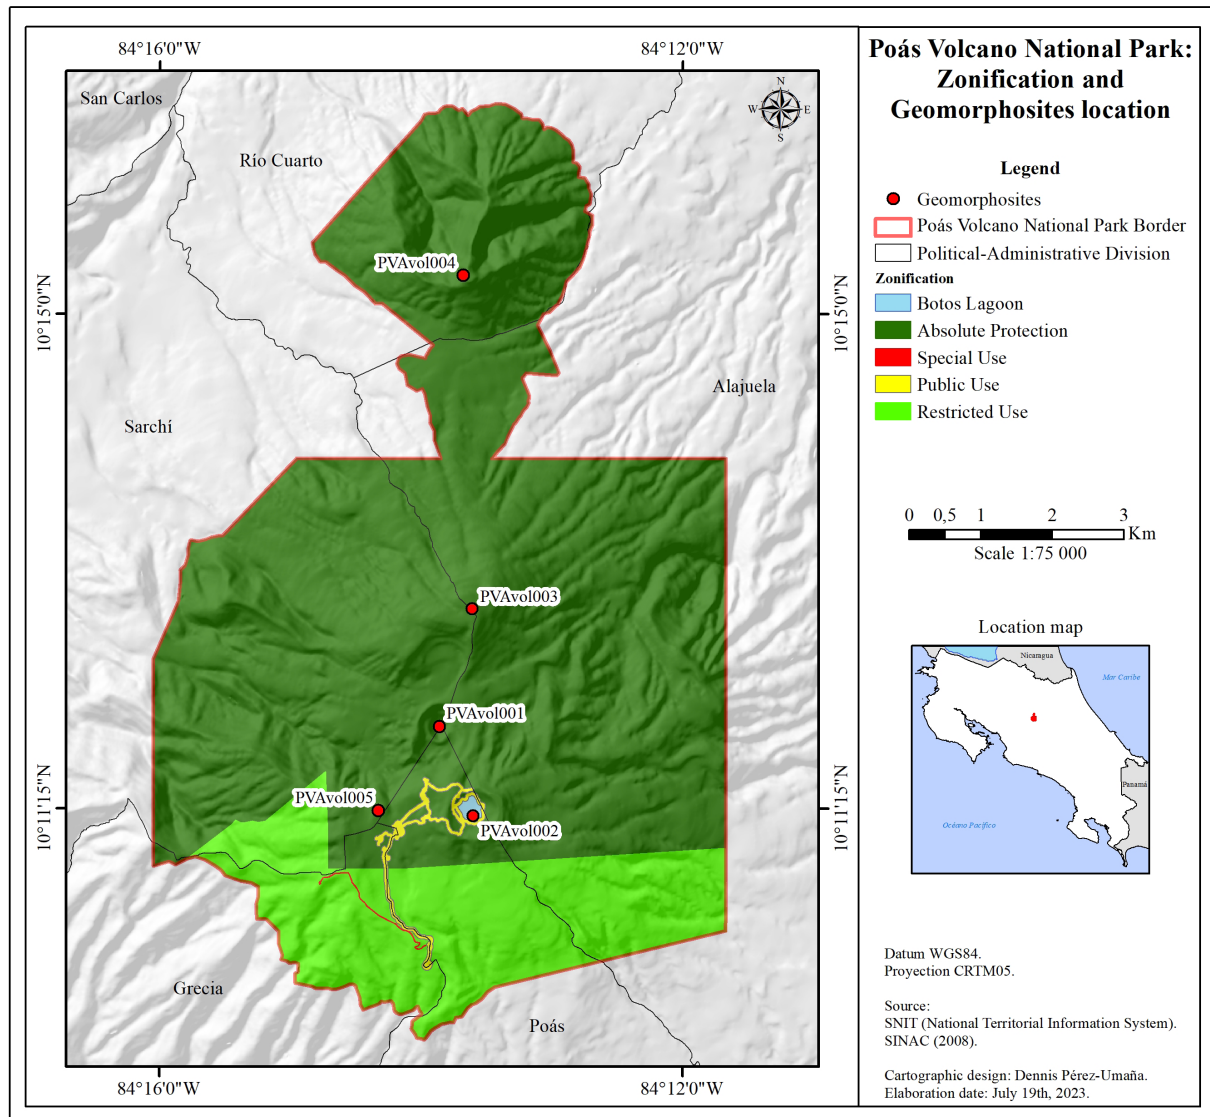 84°16'0"W
84°12'0"W
San Carlos
N
W
E
S
Río Cuarto
PVAvol004
10°15'0"N
10°15'0"N
Alajuela
Sarchí
PVAvol003
PVAvol001
PVAvol005
PVAvol002
10°11'15"N
10°11'15"N
Grecia
Poás
84°16'0"W
84°12'0"W
Poás Volcano National Park:
Zonification and
Geomorphosites location
Legend
Geomorphosites
Poás Volcano National Park Border
Political-Administrative Division
Zonification
Botos Lagoon
Absolute Protection
Special Use
Public Use
Restricted Use
0 0,5 1 2 3
Km
Scale 1:75 000
Location map
Nicaragua
Mar Caribe
Panamá
Océano Pacífico
Datum WGS84.
Proyection CRTM05.
Source:
SNIT (National Territorial Information System).
SINAC (2008).
Cartographic design: Dennis Pérez-Umaña.
Elaboration date: July 19th, 2023.